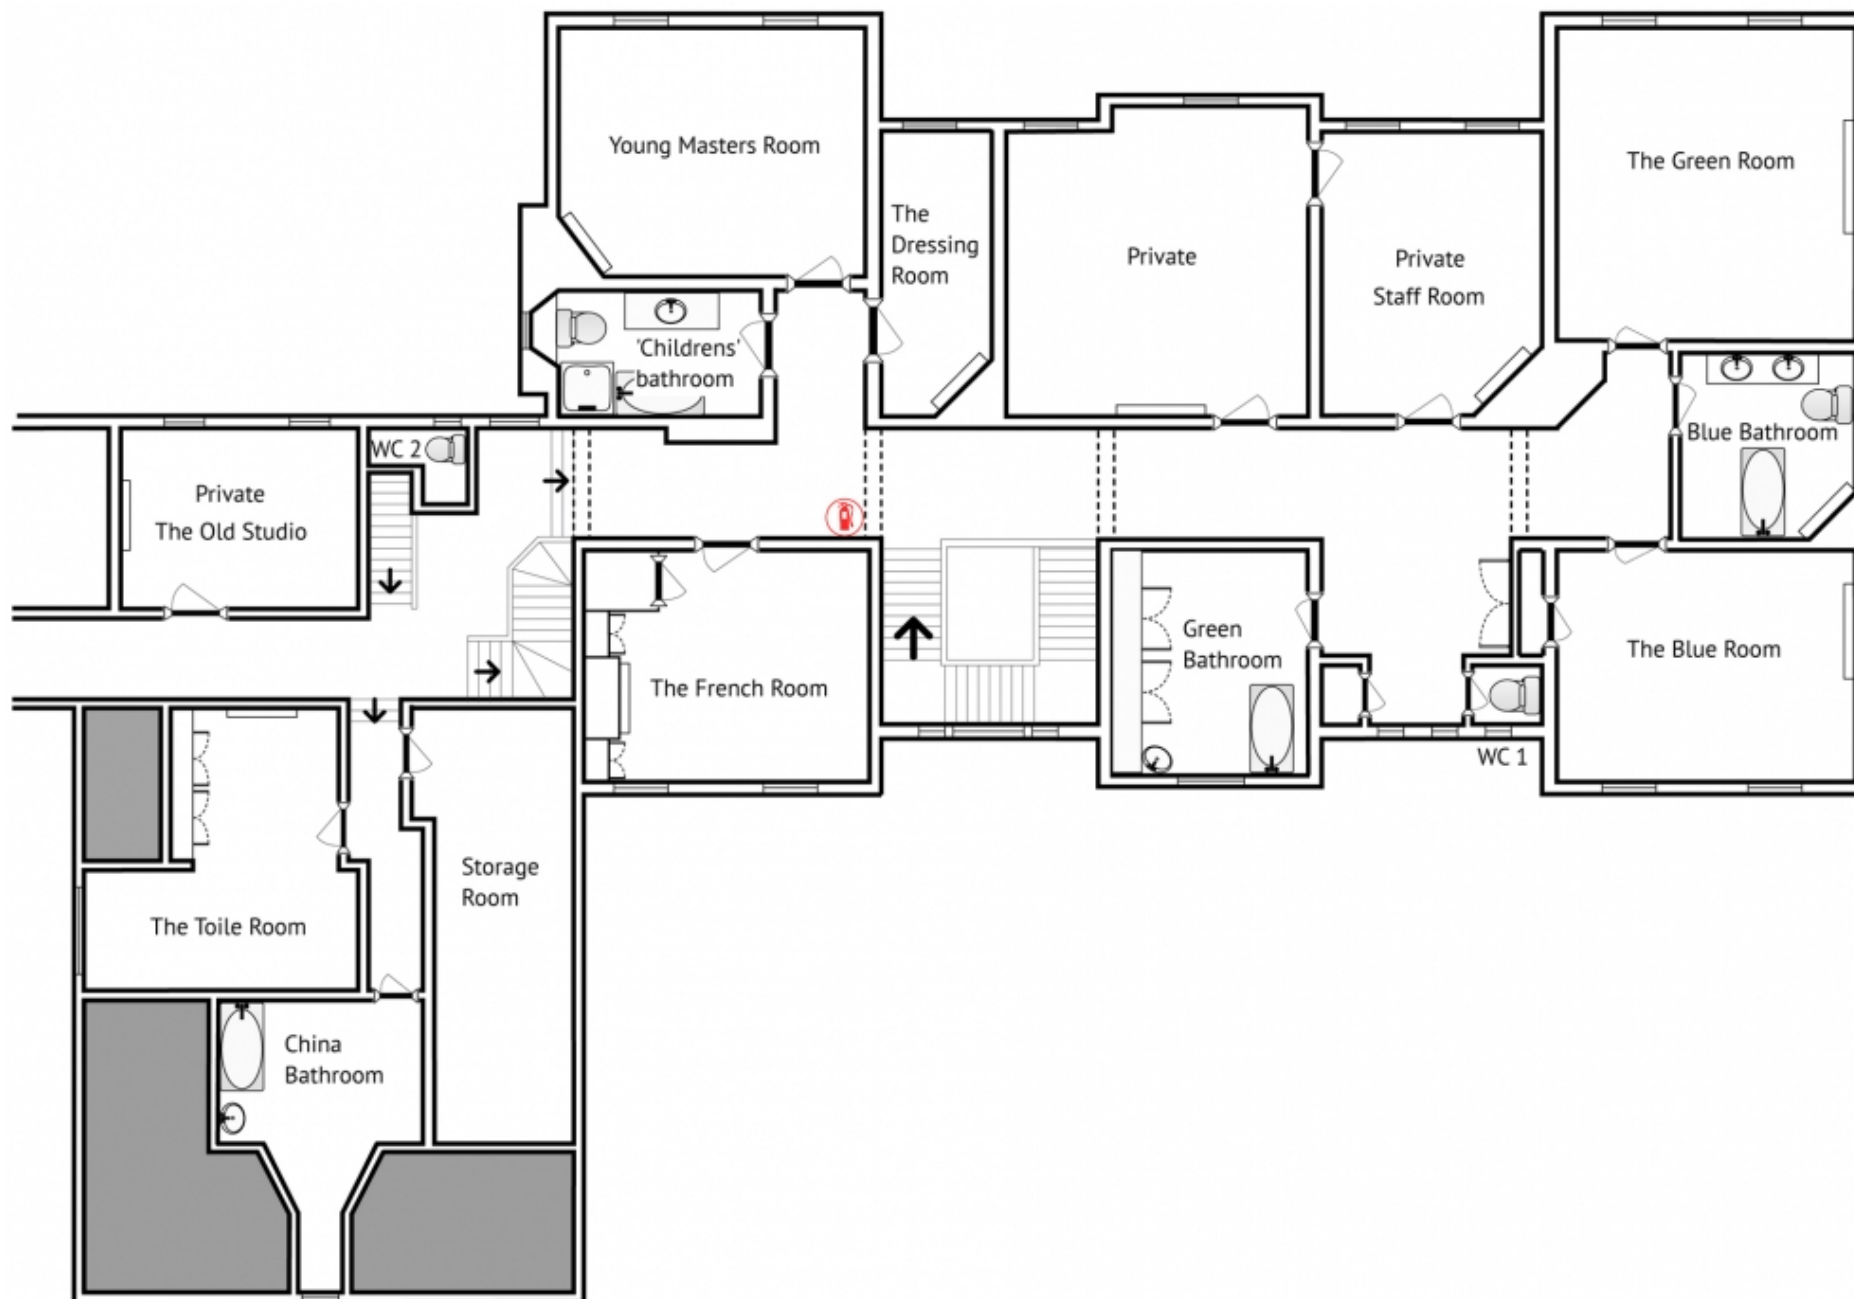 Young Masters Room
The Green Room
The
Dressing
Room
Private
Private
Staff Room
'Childrens'
bathroom
WC 2
Blue Bathroom
Private
The Old Studio
Green
Bathroom
The Blue Room
The French Room
WC 1
Storage
Room
The Toile Room
China
Bathroom